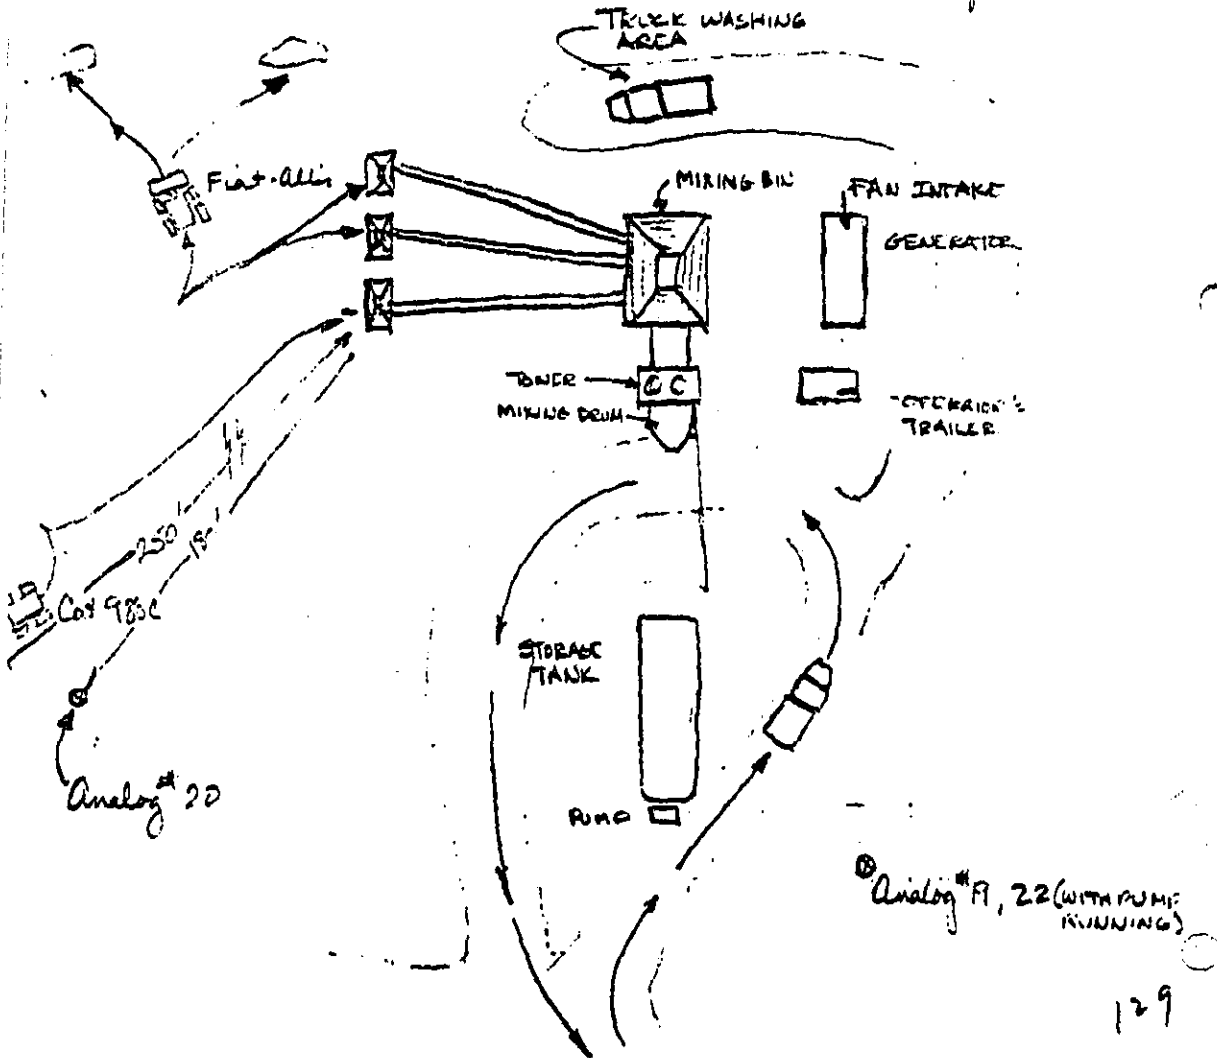 TRUCK WASHING
AREA
Fiat-Allis
MIXING BIN
FAN INTAKE
GENERATOR
TOWER
MIXING DRUM
TRAILER
250'
Cat 980C
STORAGE
TANK
Analog # 20
PUMP
Analog # 19, 22 (WITH PUMP
RUNNING)
129